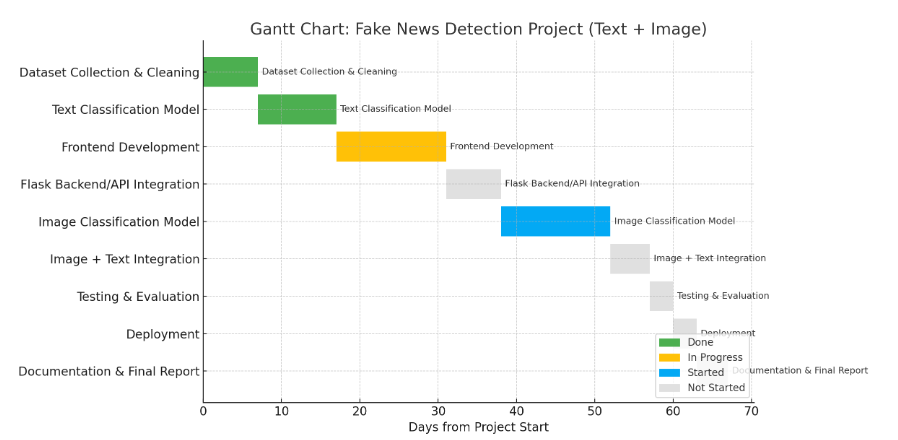 Gantt Chart: Fake News Detection Project (Text + Image)
Dataset Collection & Cleaning
Dataset Collection & Cleaning
Text Classification Model
Text Classification Model
Frontend Development
Frontend Development
Flask Backend/API Integration
Flask Backend/API Integration
Image Classification Model
Image Classification Model
Image + Text Integration
Image + Text Integration
Testing & Evaluation
Testing & Evaluation
Deployment
Deployment
Documentation & Final Report
Documentation & Final Report
Done
In Progress
Started
Not Started
0 10 20 30 40 50 60 70
Days from Project Start